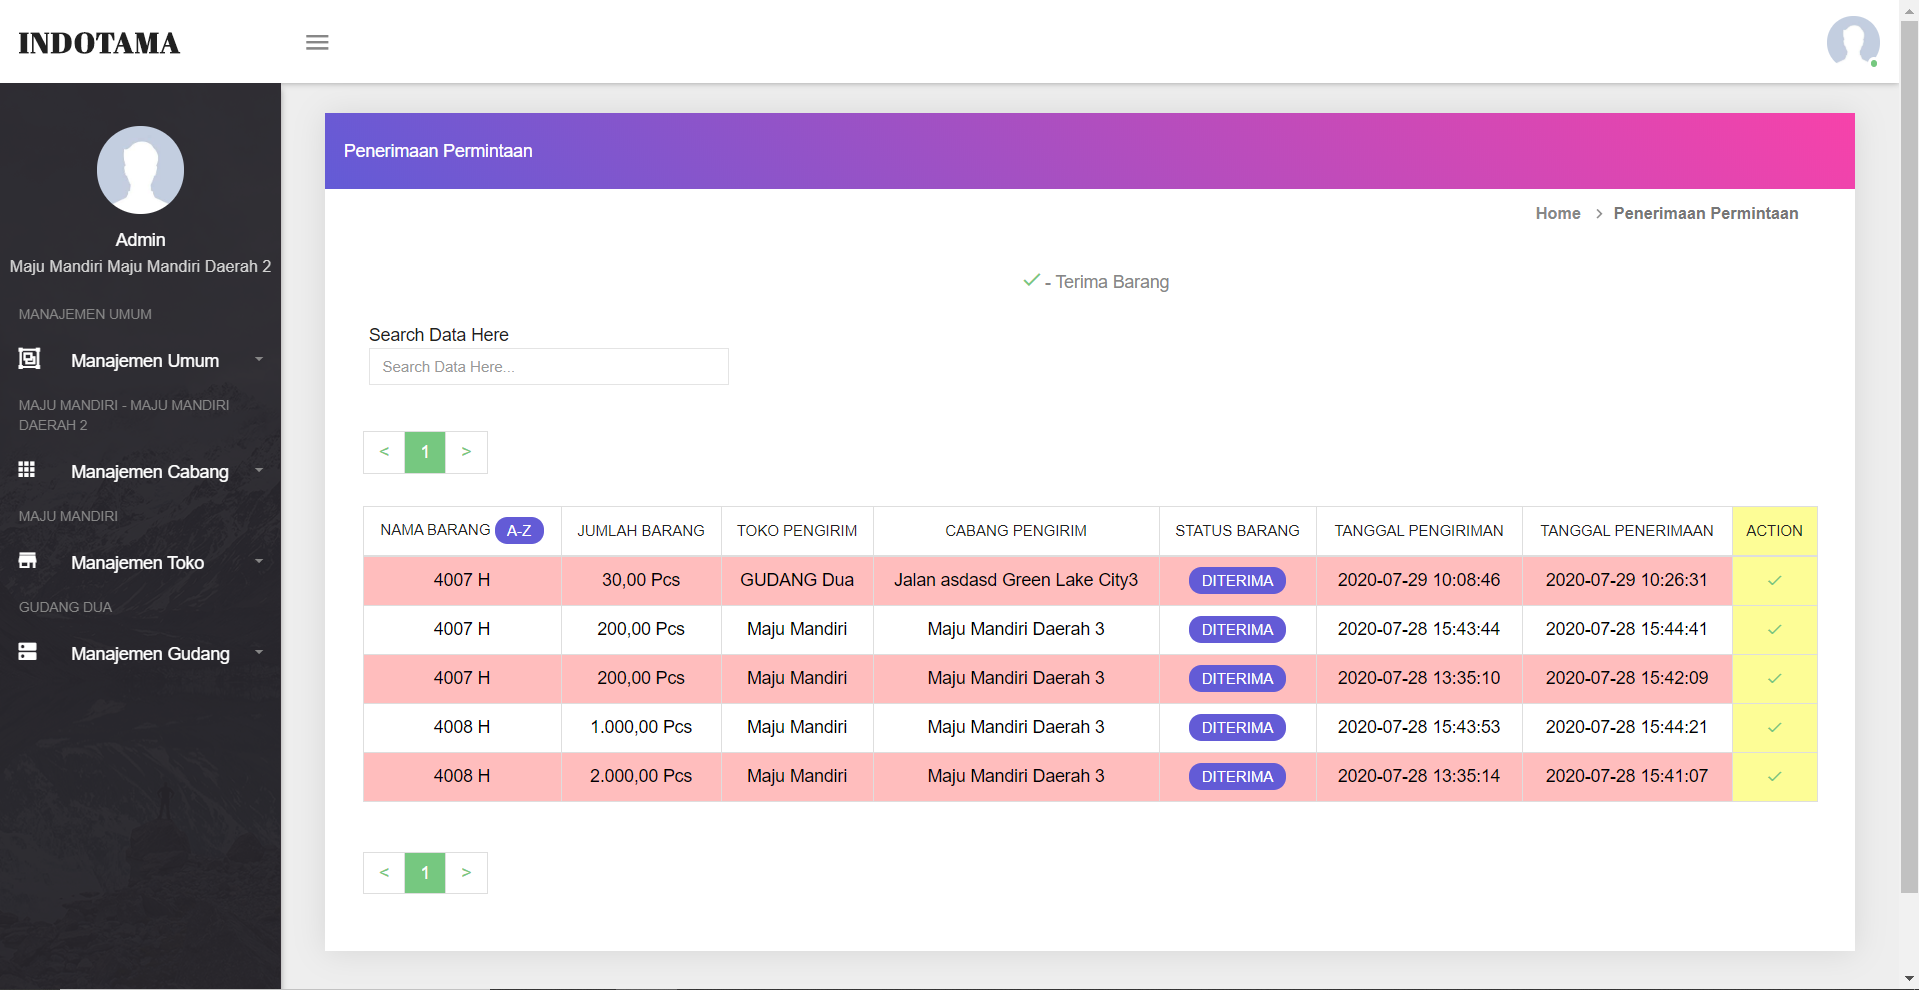 INDOTAMA
Admin
Maju Mandiri Maju Mandiri Daerah 2
MANAJEMEN UMUM
Manajemen Umum
MAJU MANDIRI - MAJU MANDIRI
DAERAH 2
Manajemen Cabang
MAJU MANDIRI
Manajemen Toko
GUDANG DUA
Manajemen Gudang
Penerimaan Permintaan
Home > Penerimaan Permintaan
- Terima Barang
Search Data Here
Search Data Here...
< 1 >
NAMA BARANG A-Z JUMLAH BARANG TOKO PENGIRIM CABANG PENGIRIM STATUS BARANG TANGGAL PENGIRIMAN TANGGAL PENERIMAAN ACTION
4007 H 30,00 Pcs GUDANG Dua Jalan asdasd Green Lake City3 DITERIMA 2020-07-29 10:08:46 2020-07-29 10:26:31
4007 H 200,00 Pcs Maju Mandiri Maju Mandiri Daerah 3 DITERIMA 2020-07-28 15:43:44 2020-07-28 15:44:41
4007 H 200,00 Pcs Maju Mandiri Maju Mandiri Daerah 3 DITERIMA 2020-07-28 13:35:10 2020-07-28 15:42:09
4008 H 1.000,00 Pcs Maju Mandiri Maju Mandiri Daerah 3 DITERIMA 2020-07-28 15:43:53 2020-07-28 15:44:21
4008 H 2.000,00 Pcs Maju Mandiri Maju Mandiri Daerah 3 DITERIMA 2020-07-28 13:35:14 2020-07-28 15:41:07
< 1 >